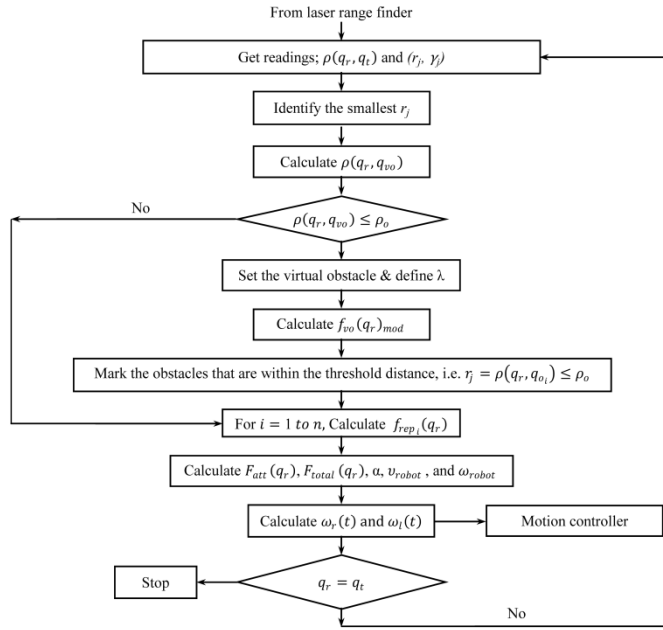 From laser range finder
Get readings; ρ(q_r, q_t) and (r_j, γ_j)
Identify the smallest r_j
Calculate ρ(q_r, q_vo)
No
ρ(q_r, q_vo) ≤ ρ_o
Set the virtual obstacle & define λ
Calculate f_vo(q_r)_mod
Mark the obstacles that are within the threshold distance, i.e. r_j = ρ(q_r, q_o_i) ≤ ρ_o
For i = 1 to n, Calculate f_rep_i(q_r)
Calculate F_att(q_r), F_total(q_r), α, υ_robot , and ω_robot
Calculate ω_r(t) and ω_l(t)
Motion controller
Stop
q_r = q_t
No